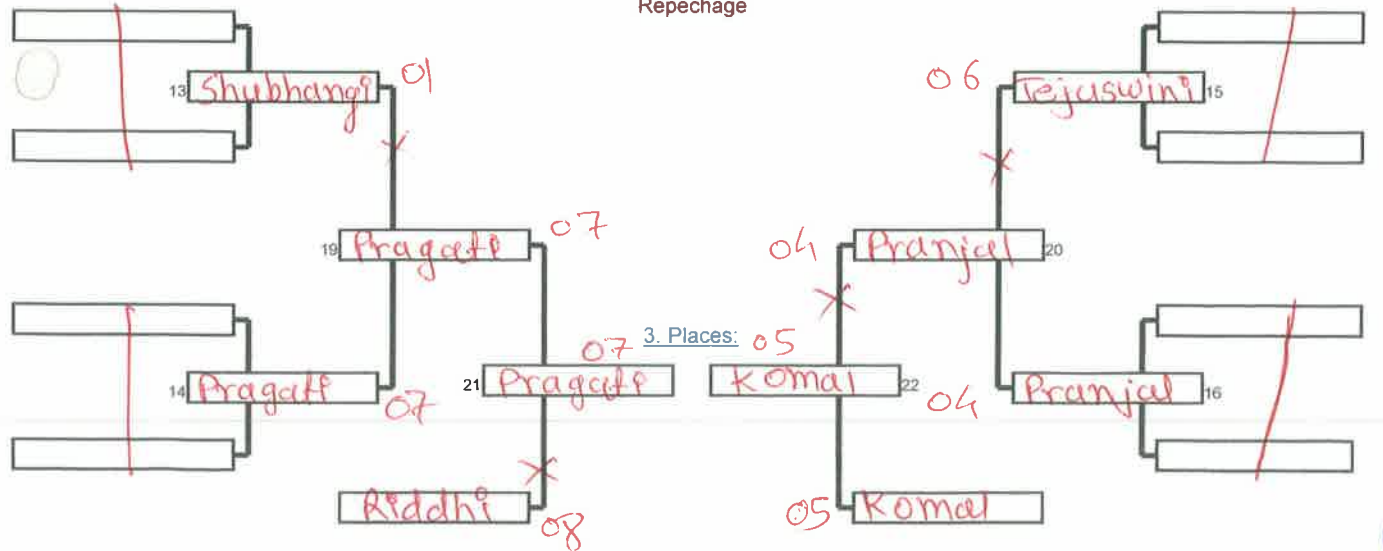 Repechage
13 Shubhangi 01
06 Tejaswini 15
19 Pragati 07
04 Pranjal 20
3. Places:
07 05
14 Pragati 07
21 Pragati
Komal 22
04 Pranjal 16
Riddhi 08
05 Komal